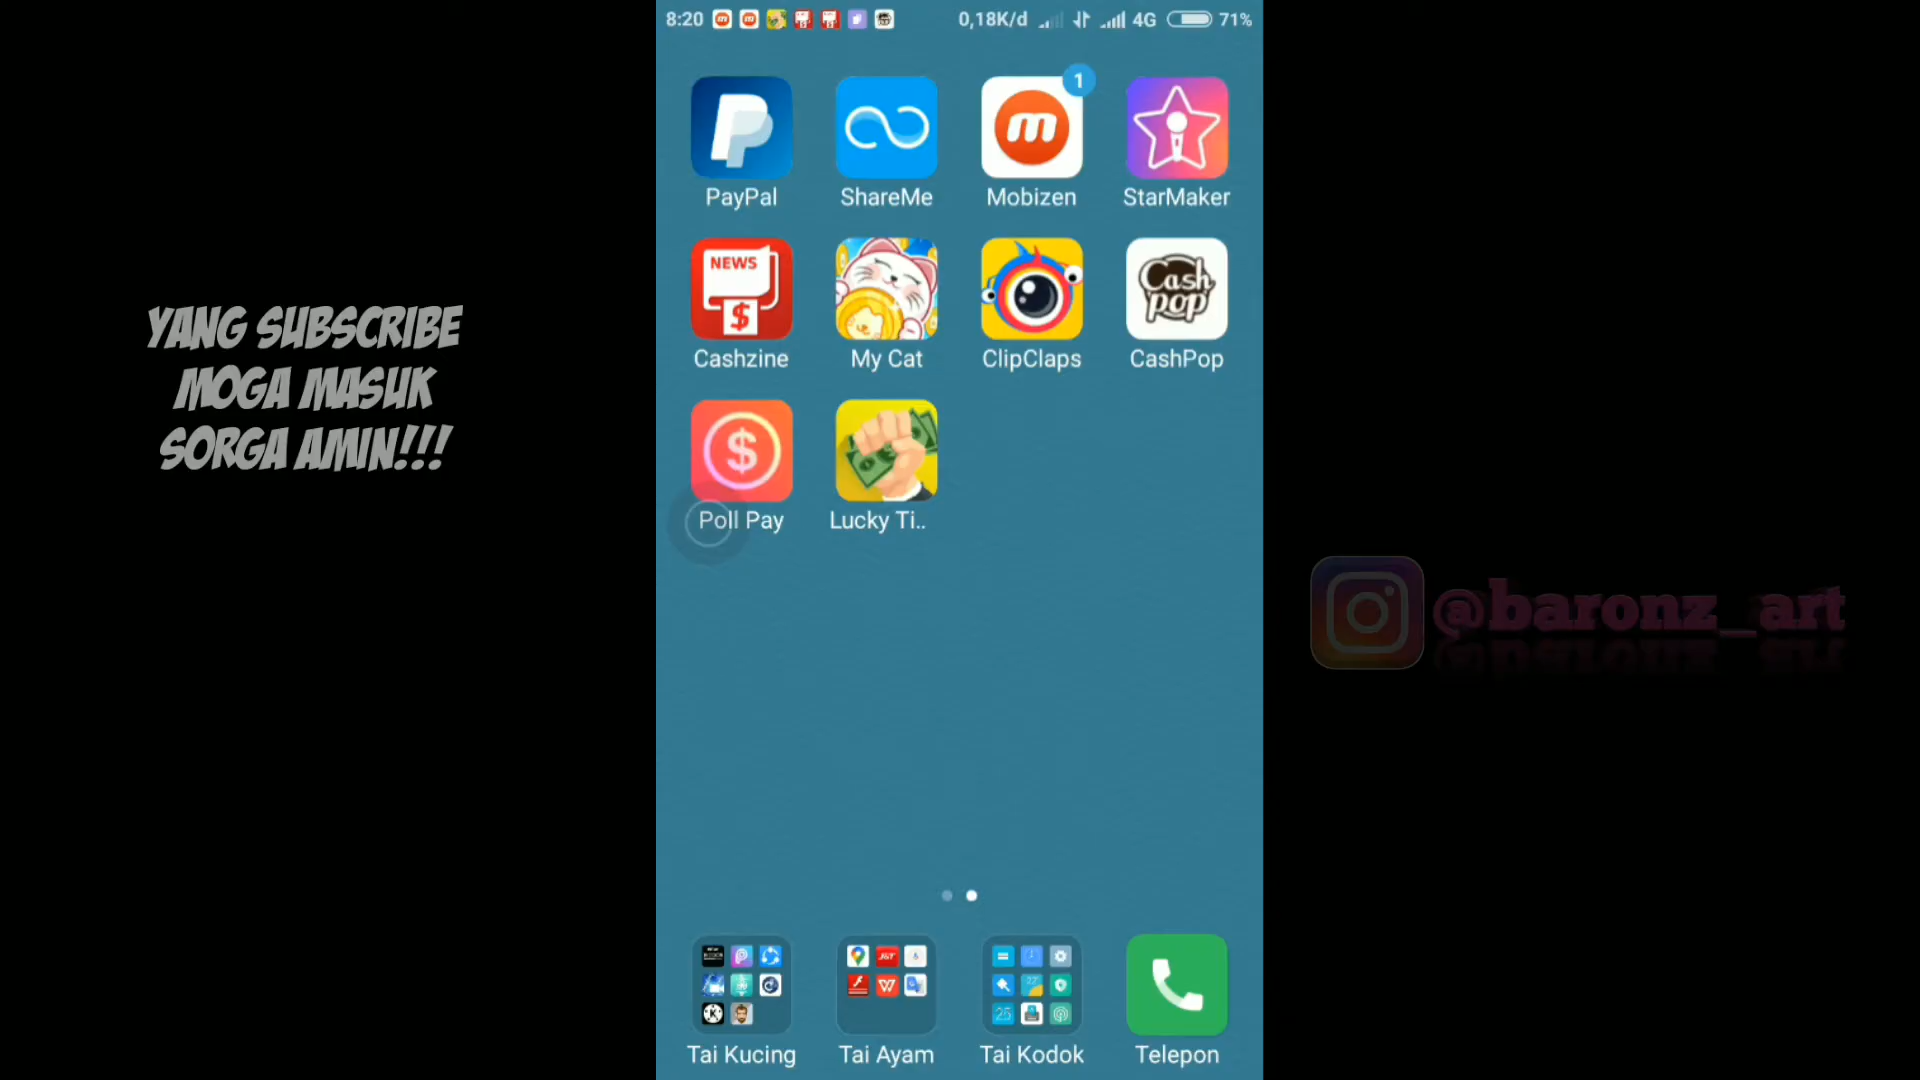 8:20 0,18K/d 4G 71%
1
PayPal ShareMe Mobizen StarMaker
NEWS
$
Cash pop
Cashzine My Cat ClipClaps CashPop
$
Poll Pay Lucky Ti..
YANG SUBSCRIBE
MOGA MASUK
SORGA AMIN!!!
@baronz_art
Tai Kucing Tai Ayam Tai Kodok Telepon